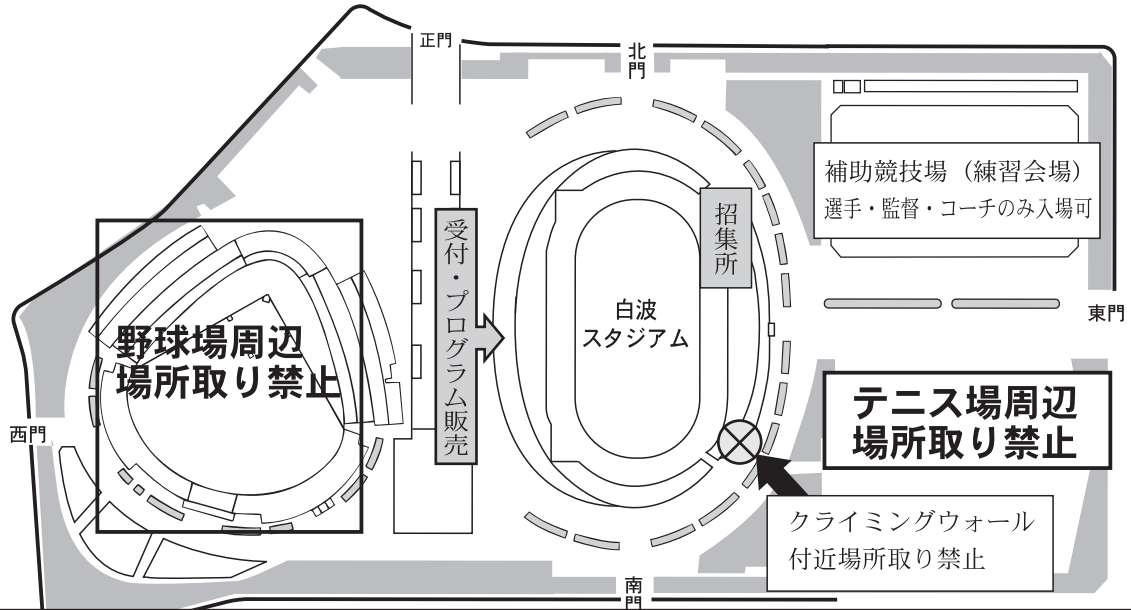 正門
北
門
補助競技場（練習会場）
選手・監督・コーチのみ入場可
招集所
受付・プログラム販売
白波
スタジアム
東門
野球場周辺
場所取り禁止
テニス場周辺
場所取り禁止
西門
クライミングウォール
付近場所取り禁止
南
門